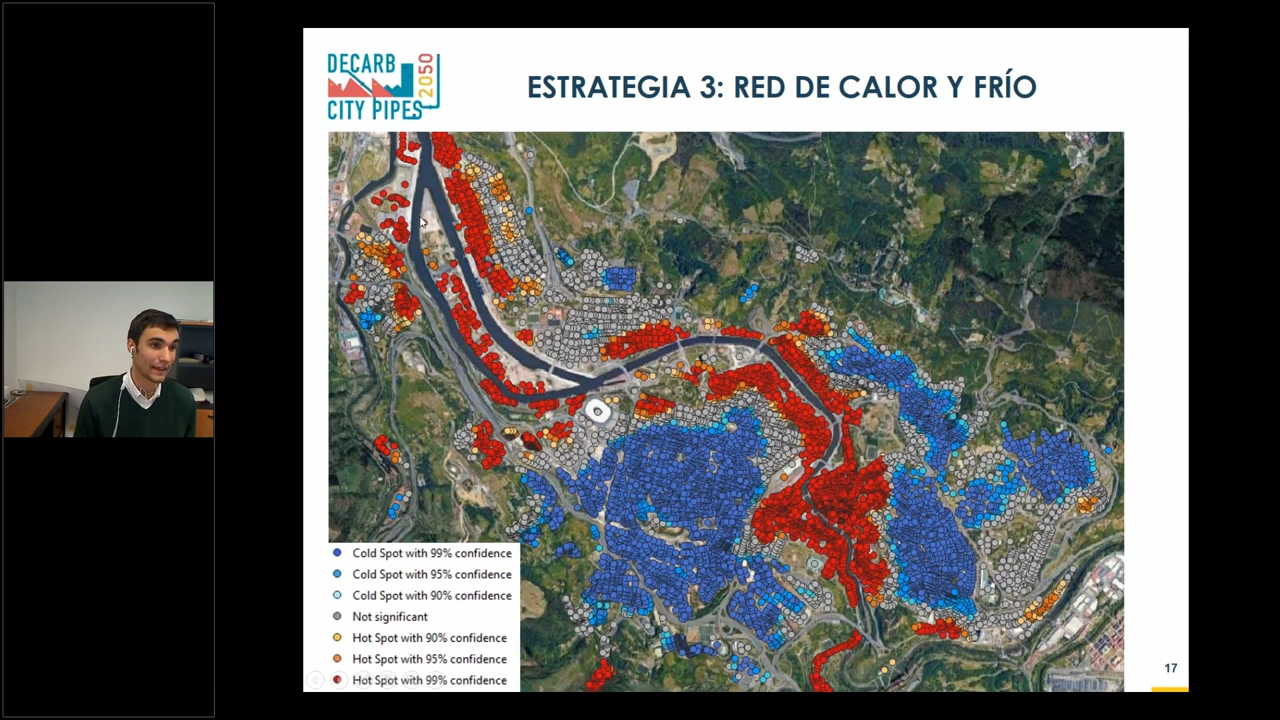 DECARB
CITY PIPES
2050
ESTRATEGIA 3: RED DE CALOR Y FRÍO
Cold Spot with 99% confidence
Cold Spot with 95% confidence
Cold Spot with 90% confidence
Not significant
Hot Spot with 90% confidence
Hot Spot with 95% confidence
Hot Spot with 99% confidence
17